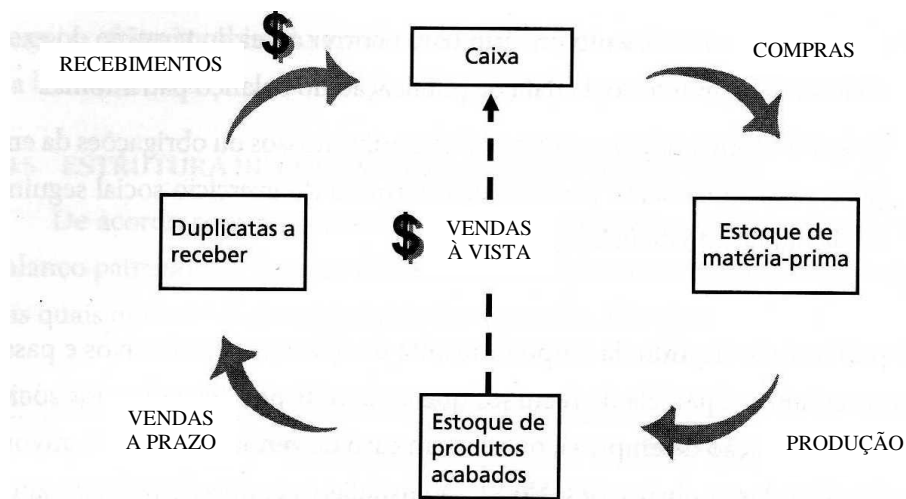 RECEBIMENTOS
$
Caixa
COMPRAS
Duplicatas a
receber
$
VENDAS
À VISTA
Estoque de
matéria-prima
VENDAS
A PRAZO
Estoque de
produtos
acabados
PRODUÇÃO